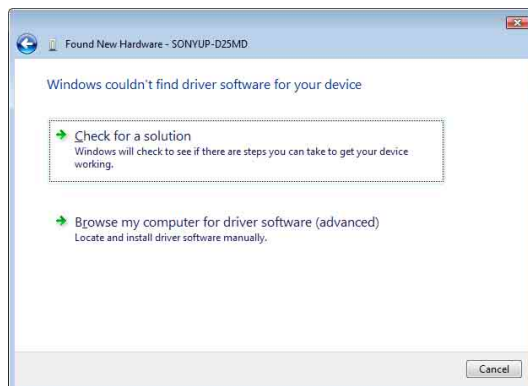 Found New Hardware - SONYUP-D25MD
Windows couldn't find driver software for your device
Check for a solution
Windows will check to see if there are steps you can take to get your device
working.
Browse my computer for driver software (advanced)
Locate and install driver software manually.
Cancel